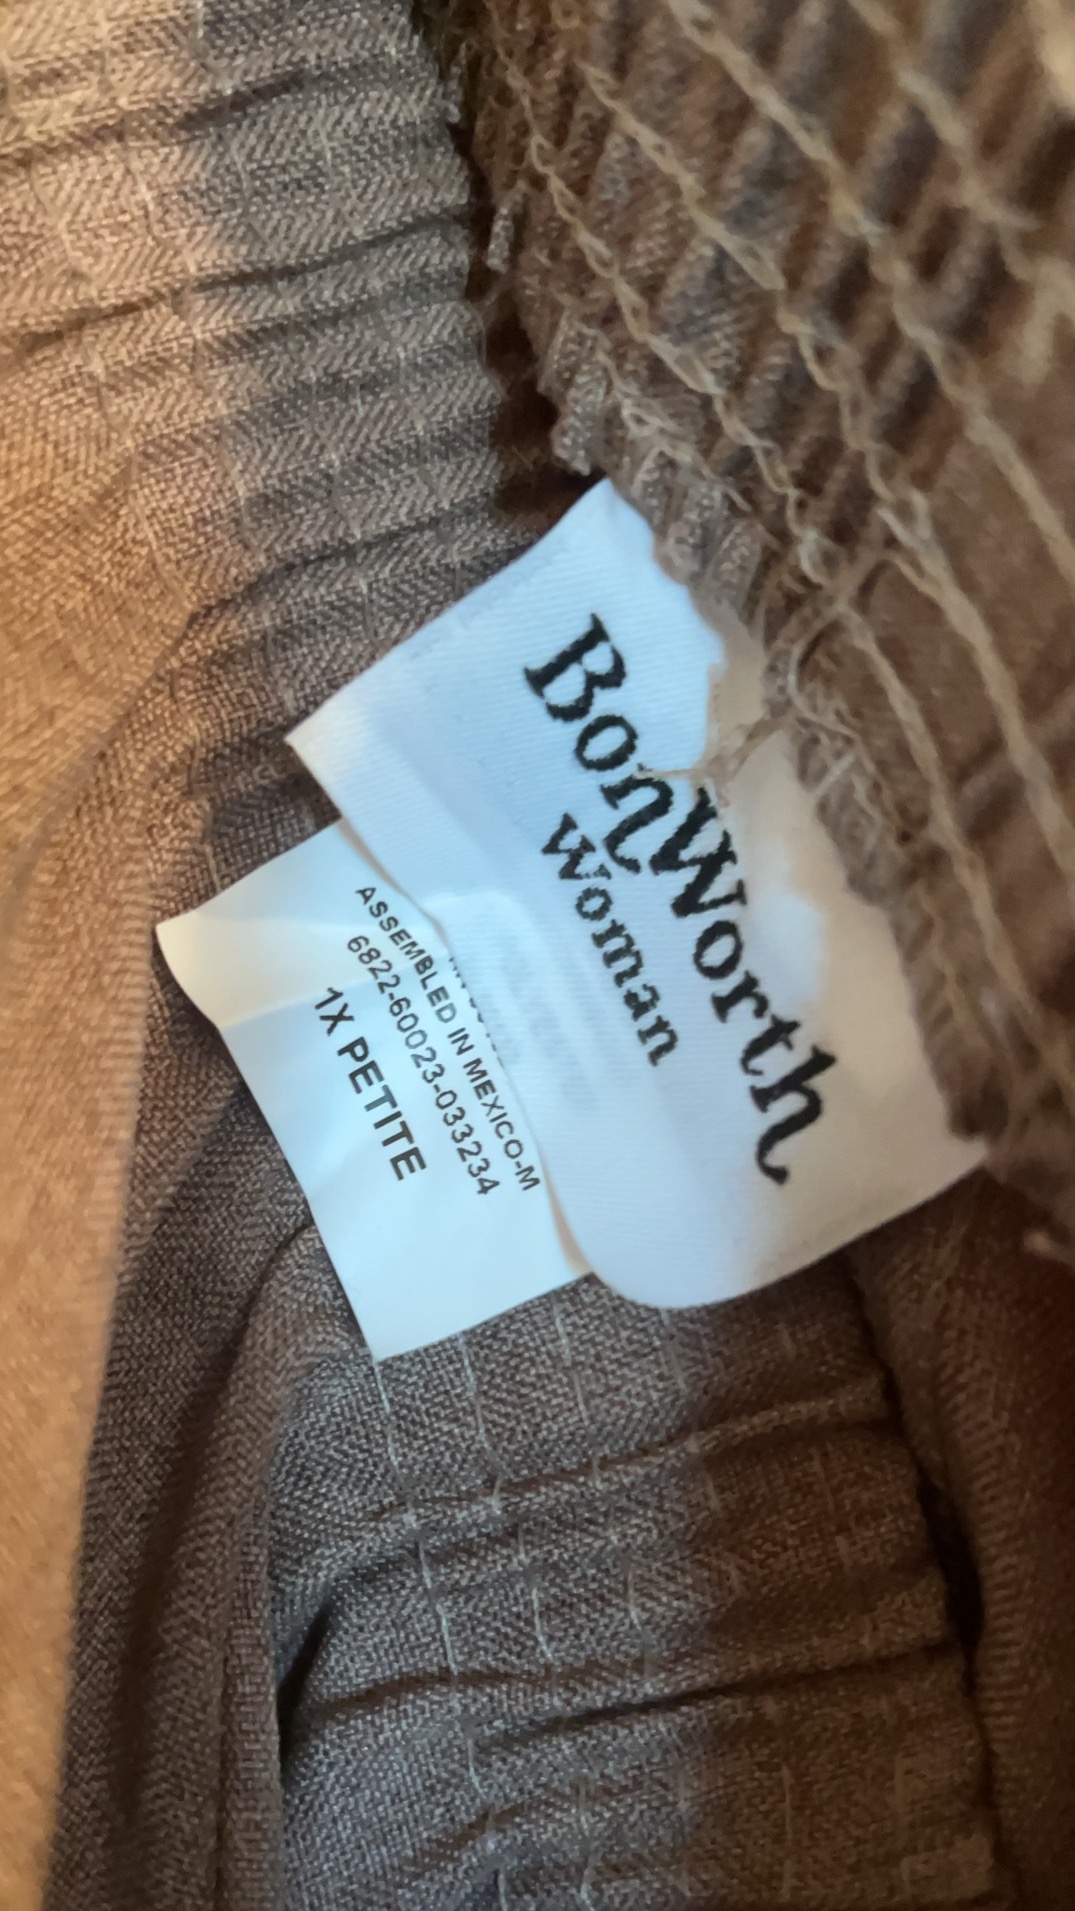 BonWorth
Woman
ASSEMBLED IN MEXICO-M
6822-60023-033234
1X PETITE